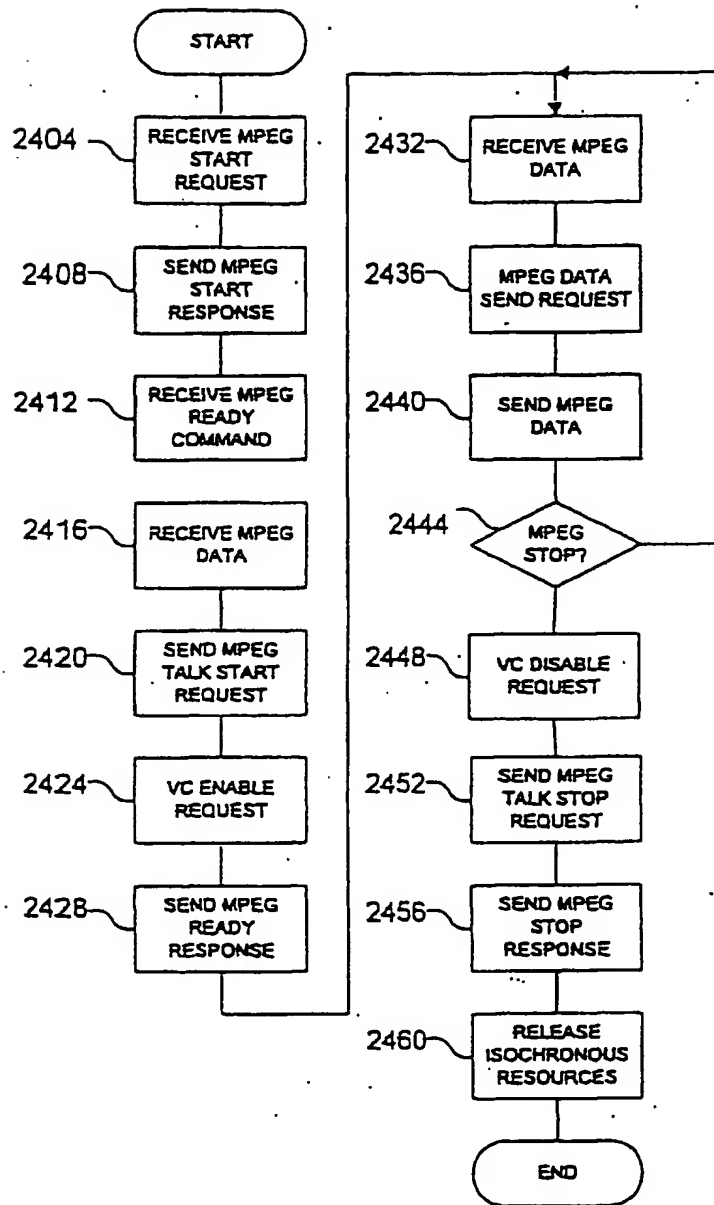 START
2404
RECEIVE MPEG
START
REQUEST
2408
SEND MPEG
START
RESPONSE
2412
RECEIVE MPEG
READY
COMMAND
2416
RECEIVE MPEG
DATA
2420
SEND MPEG
TALK START
REQUEST
2424
VC ENABLE
REQUEST
2428
SEND MPEG
READY
RESPONSE
2432
RECEIVE MPEG
DATA
2436
MPEG DATA
SEND REQUEST
2440
SEND MPEG
DATA
2444
MPEG
STOP?
2448
VC DISABLE
REQUEST
2452
SEND MPEG
TALK STOP
REQUEST
2456
SEND MPEG
STOP
RESPONSE
2460
RELEASE
ISOCHRONOUS
RESOURCES
END